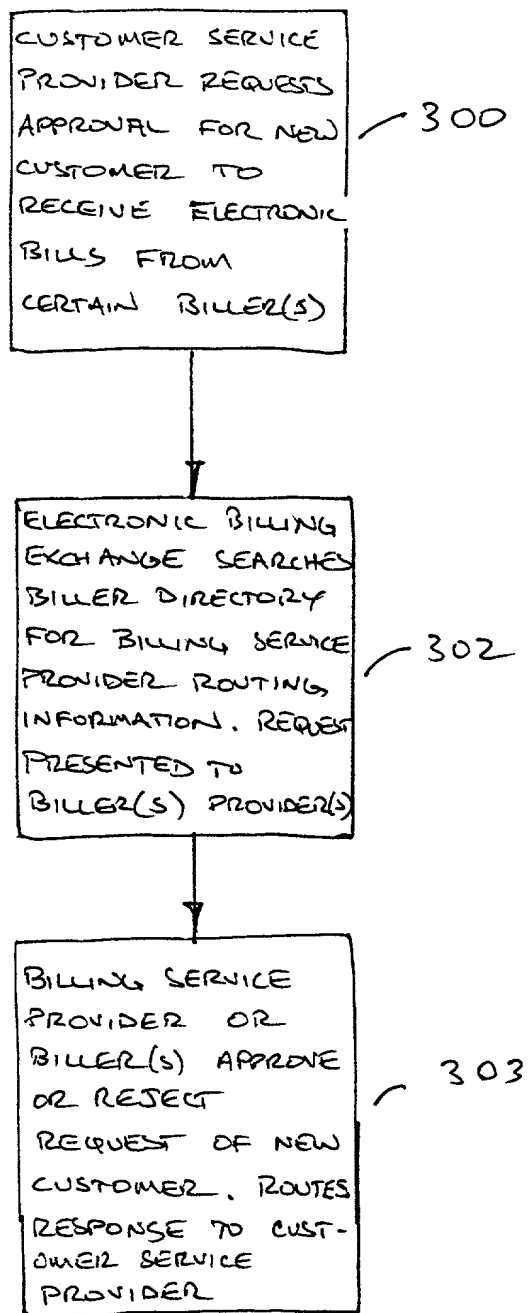 CUSTOMER SERVICE
PROVIDER REQUESTS
APPROVAL FOR NEW
CUSTOMER TO
RECEIVE ELECTRONIC
BILLS FROM
CERTAIN BILLER(S)
300
ELECTRONIC BILLING
EXCHANGE SEARCHES
BILLER DIRECTORY
FOR BILLING SERVICE
PROVIDER ROUTING
INFORMATION. REQUEST
PRESENTED TO
BILLER(S) PROVIDER(S)
302
BILLING SERVICE
PROVIDER OR
BILLER(S) APPROVE
OR REJECT
REQUEST OF NEW
CUSTOMER. ROUTES
RESPONSE TO CUST-
OMER SERVICE
PROVIDER
303